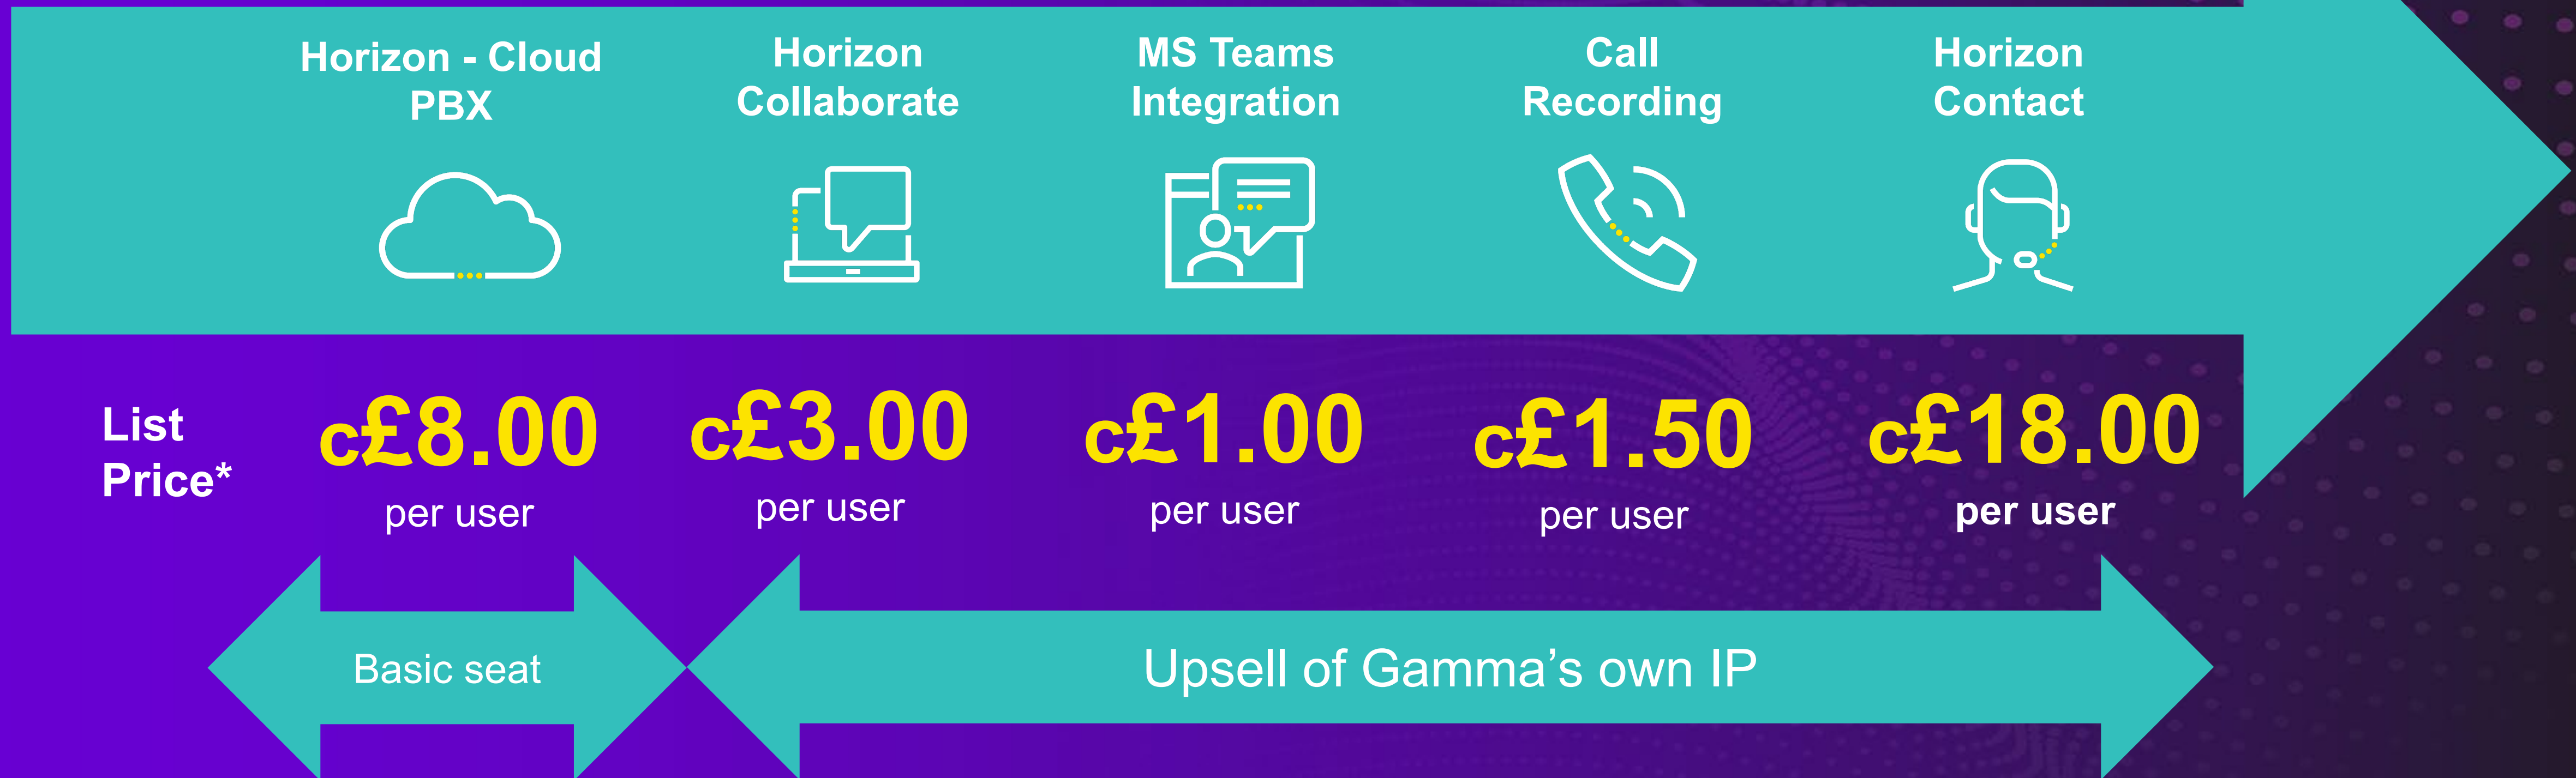 Horizon - Cloud
PBX
Horizon
Collaborate
MS Teams
Integration
Call
Recording
Horizon
Contact
List
Price*
c£8.00
per user
c£3.00
per user
c£1.00
per user
c£1.50
per user
c£18.00
per user
Basic seat
Upsell of Gamma’s own IP